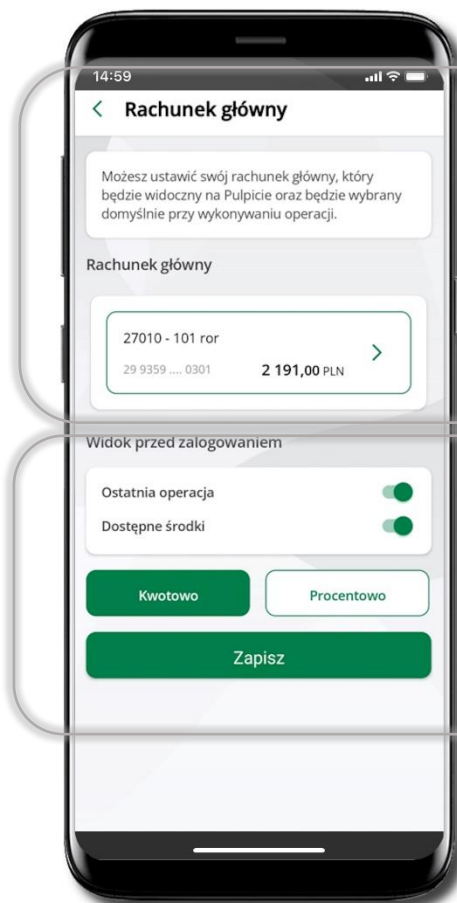 14:59
Rachunek główny
Możesz ustawić swój rachunek główny, który
będzie widoczny na Pulpicie oraz będzie wybrany
domyślnie przy wykonywaniu operacji.
Rachunek główny
27010 - 101 ror
29 9359 .... 0301 2 191,00 PLN
Widok przed zalogowaniem
Ostatnia operacja
Dostępne środki
Kwotowo Procentowo
Zapisz